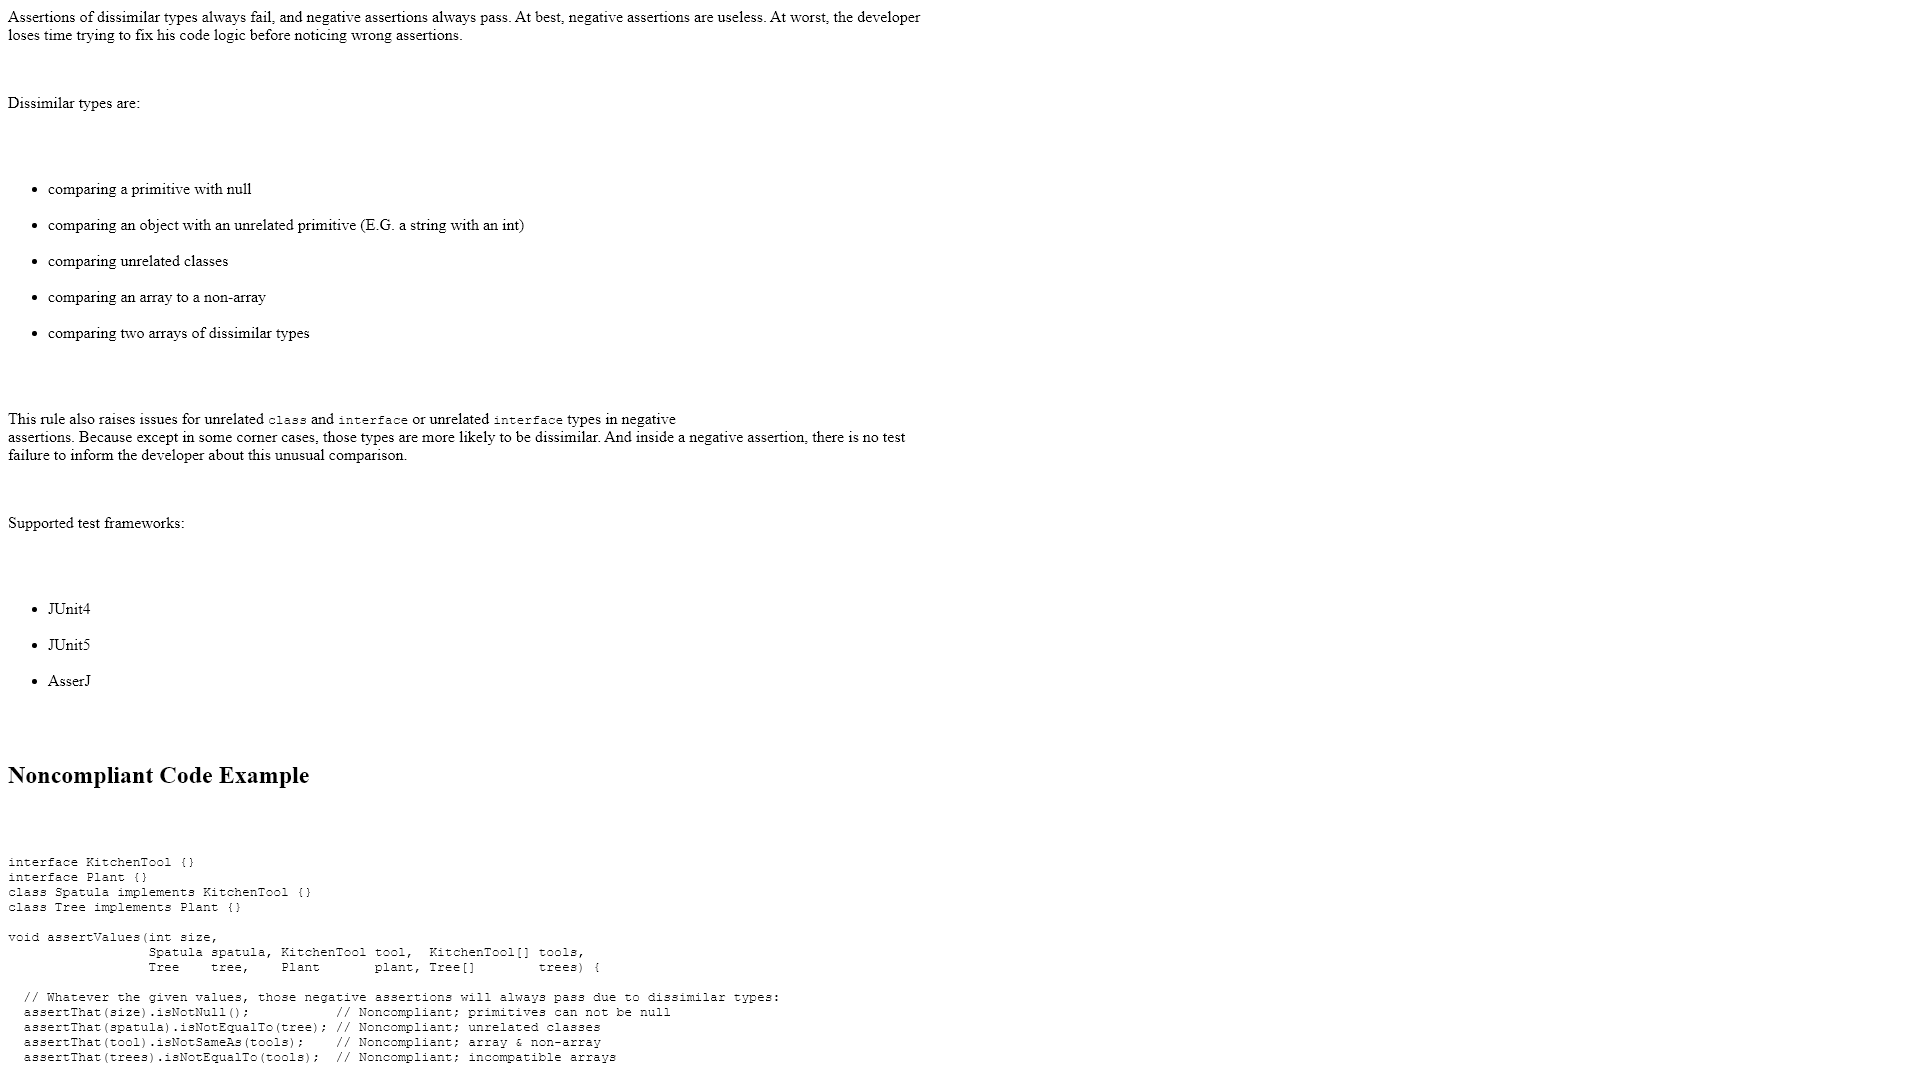 Assertions of dissimilar types always fail, and negative assertions always pass. At best, negative assertions are useless. At worst, the developer
loses time trying to fix his code logic before noticing wrong assertions.
Dissimilar types are:
• comparing a primitive with null
• comparing an object with an unrelated primitive (E.G. a string with an int)
• comparing unrelated classes
• comparing an array to a non-array
• comparing two arrays of dissimilar types
This rule also raises issues for unrelated class and interface or unrelated interface types in negative
assertions. Because except in some corner cases, those types are more likely to be dissimilar. And inside a negative assertion, there is no test
failure to inform the developer about this unusual comparison.
Supported test frameworks:
• JUnit4
• JUnit5
• AsserJ
Noncompliant Code Example
interface KitchenTool {}
interface Plant {}
class Spatula implements KitchenTool {}
class Tree implements Plant {}
void assertValues(int size,
                  Spatula spatula, KitchenTool tool,  KitchenTool[] tools,
                  Tree    tree,    Plant       plant, Tree[]        trees) {
  // Whatever the given values, those negative assertions will always pass due to dissimilar types:
  assertThat(size).isNotNull();           // Noncompliant; primitives can not be null
  assertThat(spatula).isNotEqualTo(tree); // Noncompliant; unrelated classes
  assertThat(tool).isNotSameAs(tools);    // Noncompliant; array & non-array
  assertThat(trees).isNotEqualTo(tools);  // Noncompliant; incompatible arrays